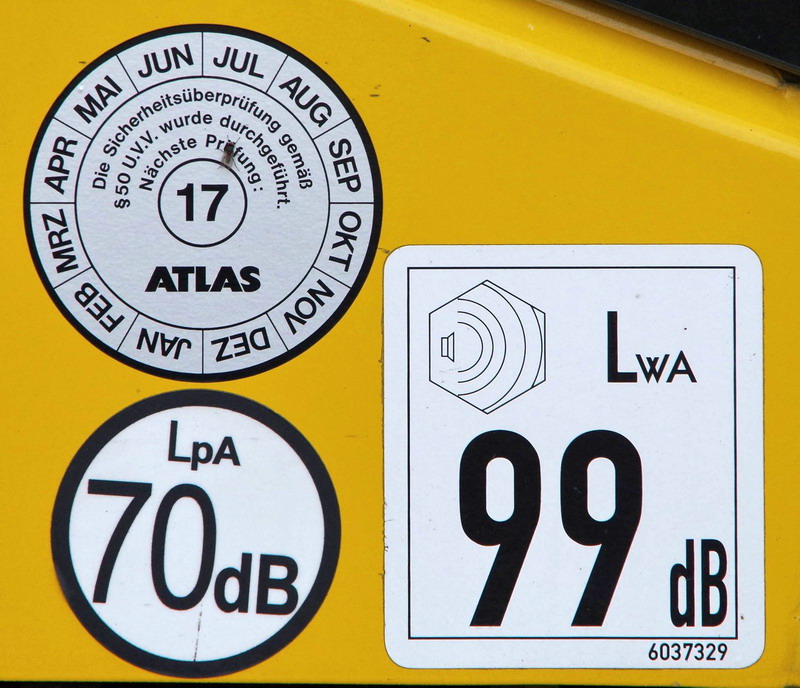 JAN FEB MRZ APR MAI JUN JUL AUG SEP OKT NOV DEZ
Die Sicherheitsüberprüfung gemäß
§50 U.V.V. wurde durchgeführt.
Nächste Prüfung:
17
ATLAS
LpA
70dB
LWA
99 dB
6037329